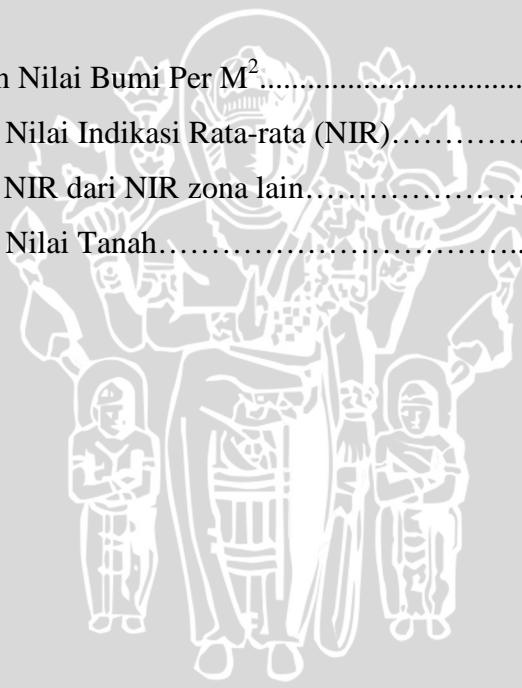 n Nilai Bumi Per M²..................................
Nilai Indikasi Rata-rata (NIR)………….
NIR dari NIR zona lain…………………
Nilai Tanah……………………………..